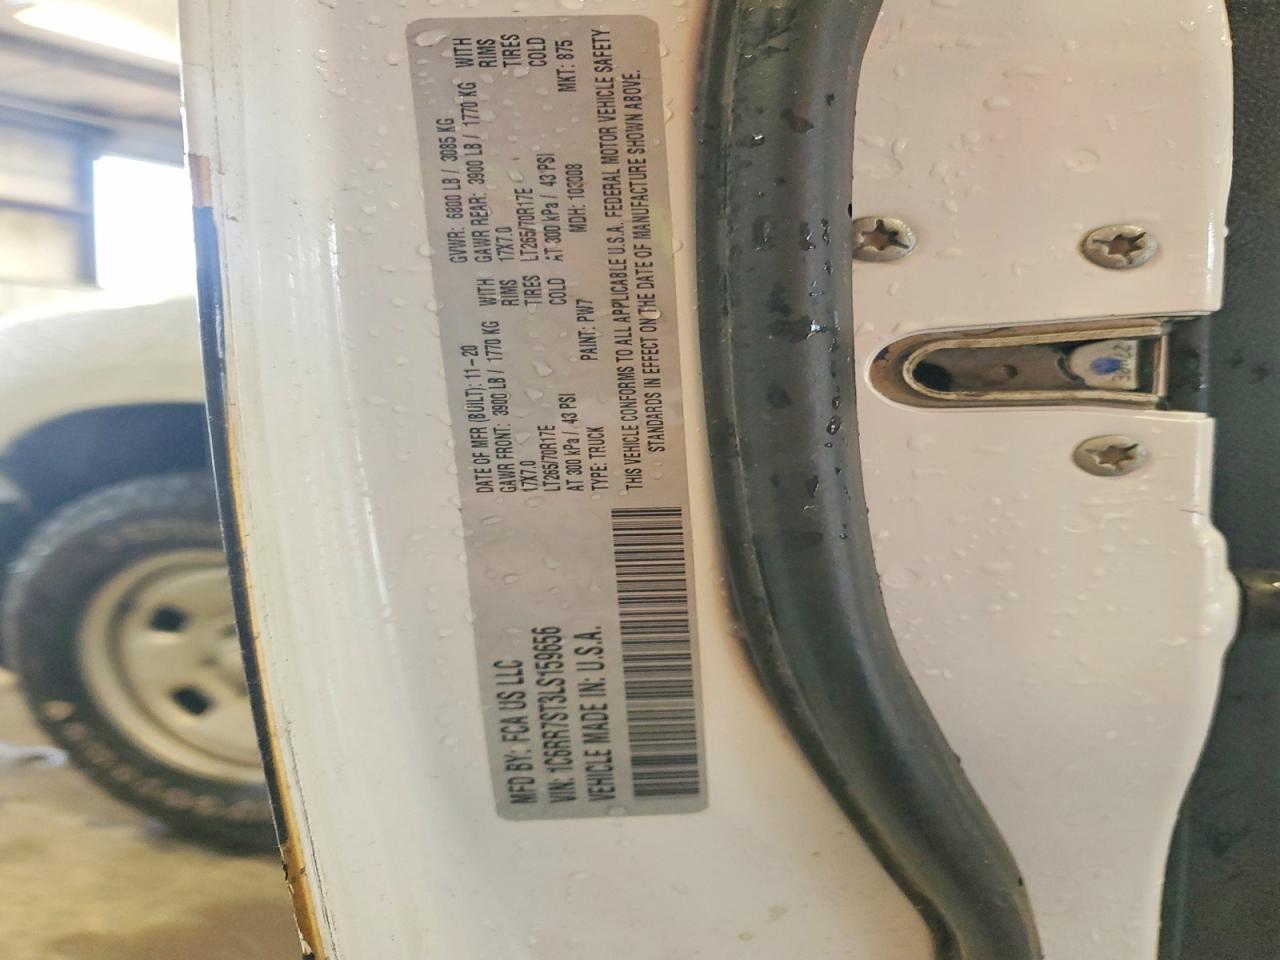 MFD BY: FCA US LLC
VIN: 1C6RR7ST3LS159656
VEHICLE MADE IN: U.S.A.
DATE OF MFR (BUILT): 11-20 GVWR: 6800 LB / 3085 KG
GAWR FRONT: 3900 LB / 1770 KG WITH GAWR REAR: 3900 LB / 1770 KG WITH
17X7.0 RIMS 17X7.0 RIMS
LT265/70R17E TIRES LT265/70R17E TIRES
AT 300 kPa / 43 PSI COLD AT 300 kPa / 43 PSI COLD
TYPE: TRUCK PAINT: PW7 MDH: 103008 MKT: 875
THIS VEHICLE CONFORMS TO ALL APPLICABLE U.S.A. FEDERAL MOTOR VEHICLE SAFETY
STANDARDS IN EFFECT ON THE DATE OF MANUFACTURE SHOWN ABOVE.